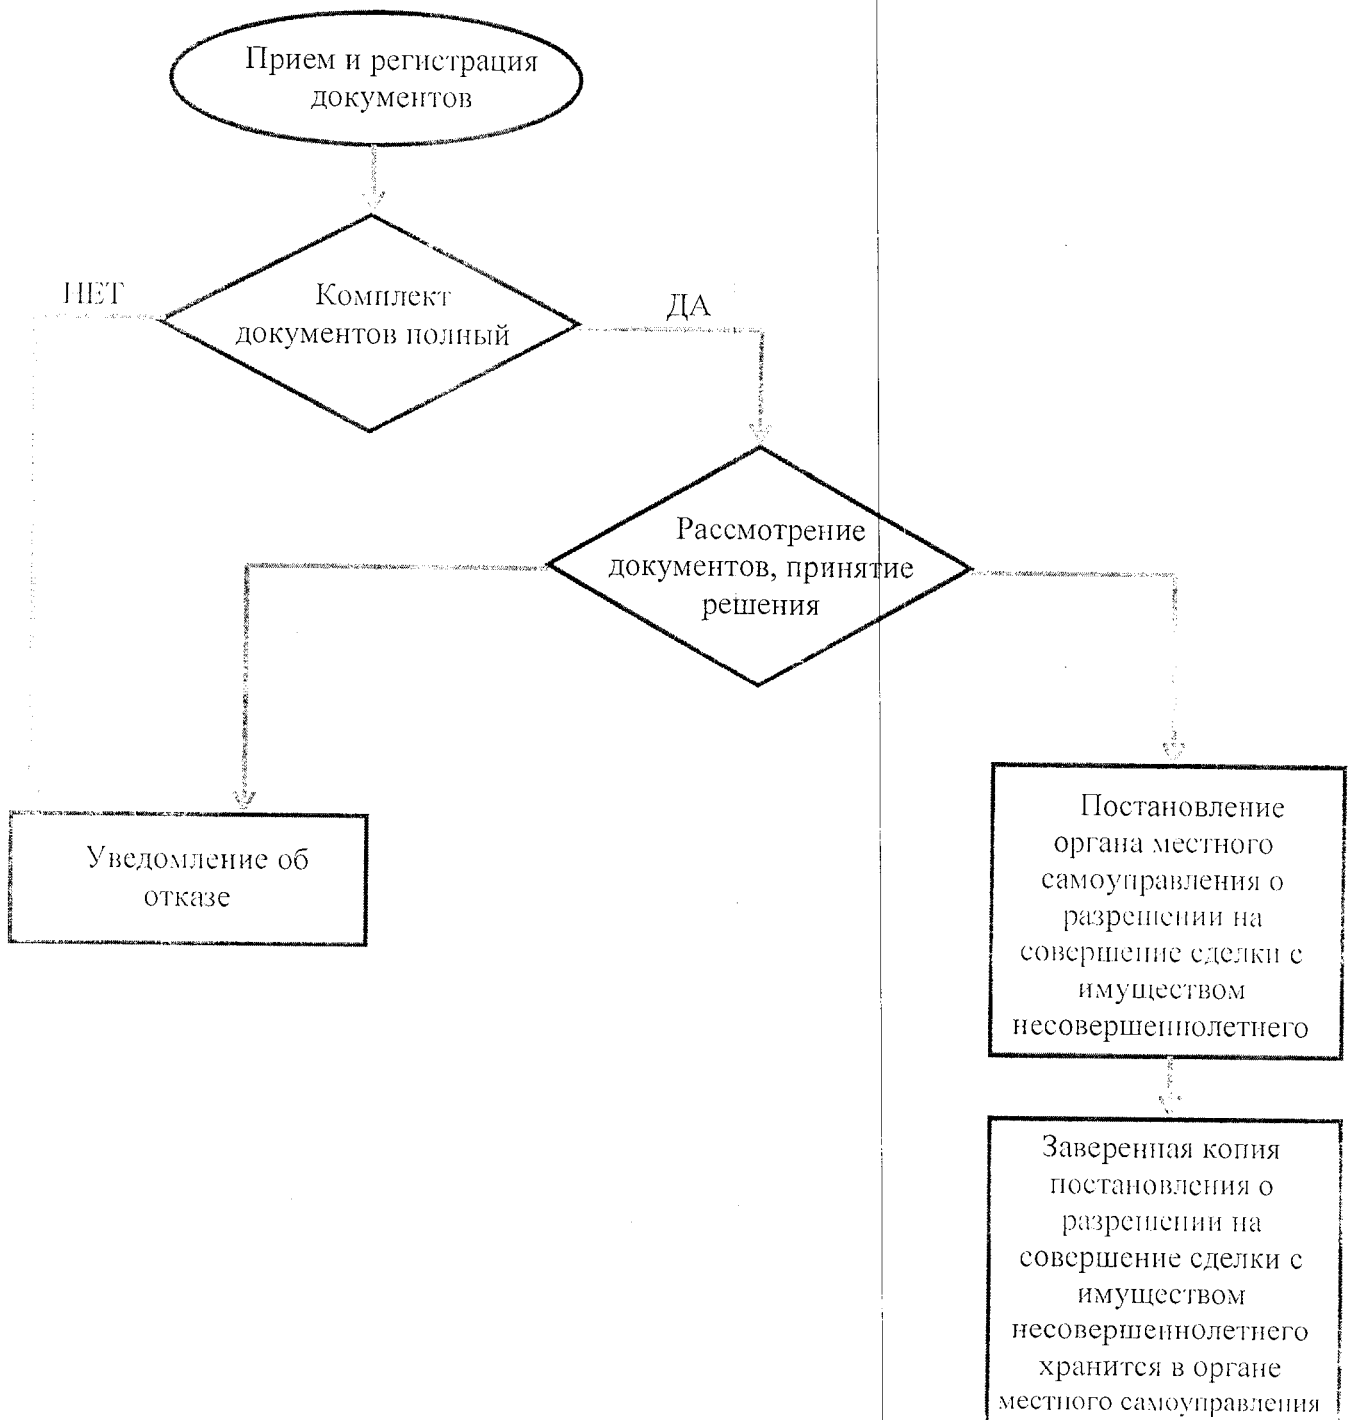 Прием и регистрация
документов
НЕТ
Комплект
документов полный
ДА
Рассмотрение
документов, принятие
решения
Уведомление об
отказе
Постановление
органа местного
самоуправления о
разрешении на
совершение сделки с
имуществом
несовершеннолетнего
Заверенная копия
постановления о
разрешении на
совершение сделки с
имуществом
несовершеннолетнего
хранится в органе
местного самоуправления